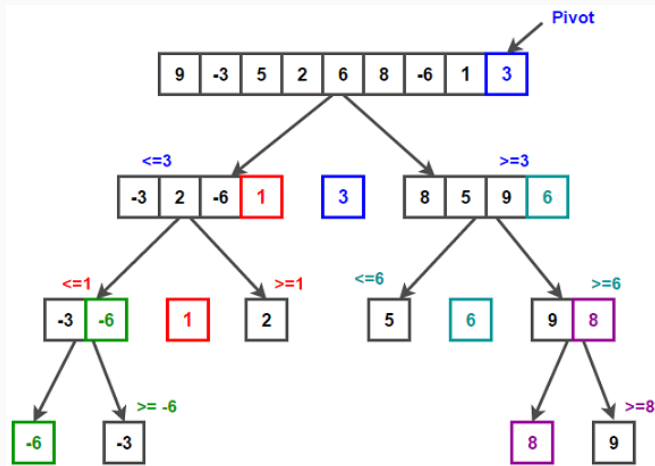 Pivot
9 -3 5 2 6 8 -6 1 3
<=3 >=3
-3 2 -6 1 3 8 5 9 6
<=1 >=1 <=6 >=6
-3 -6 1 2 5 6 9 8
>= -6 >=8
-6 -3 8 9